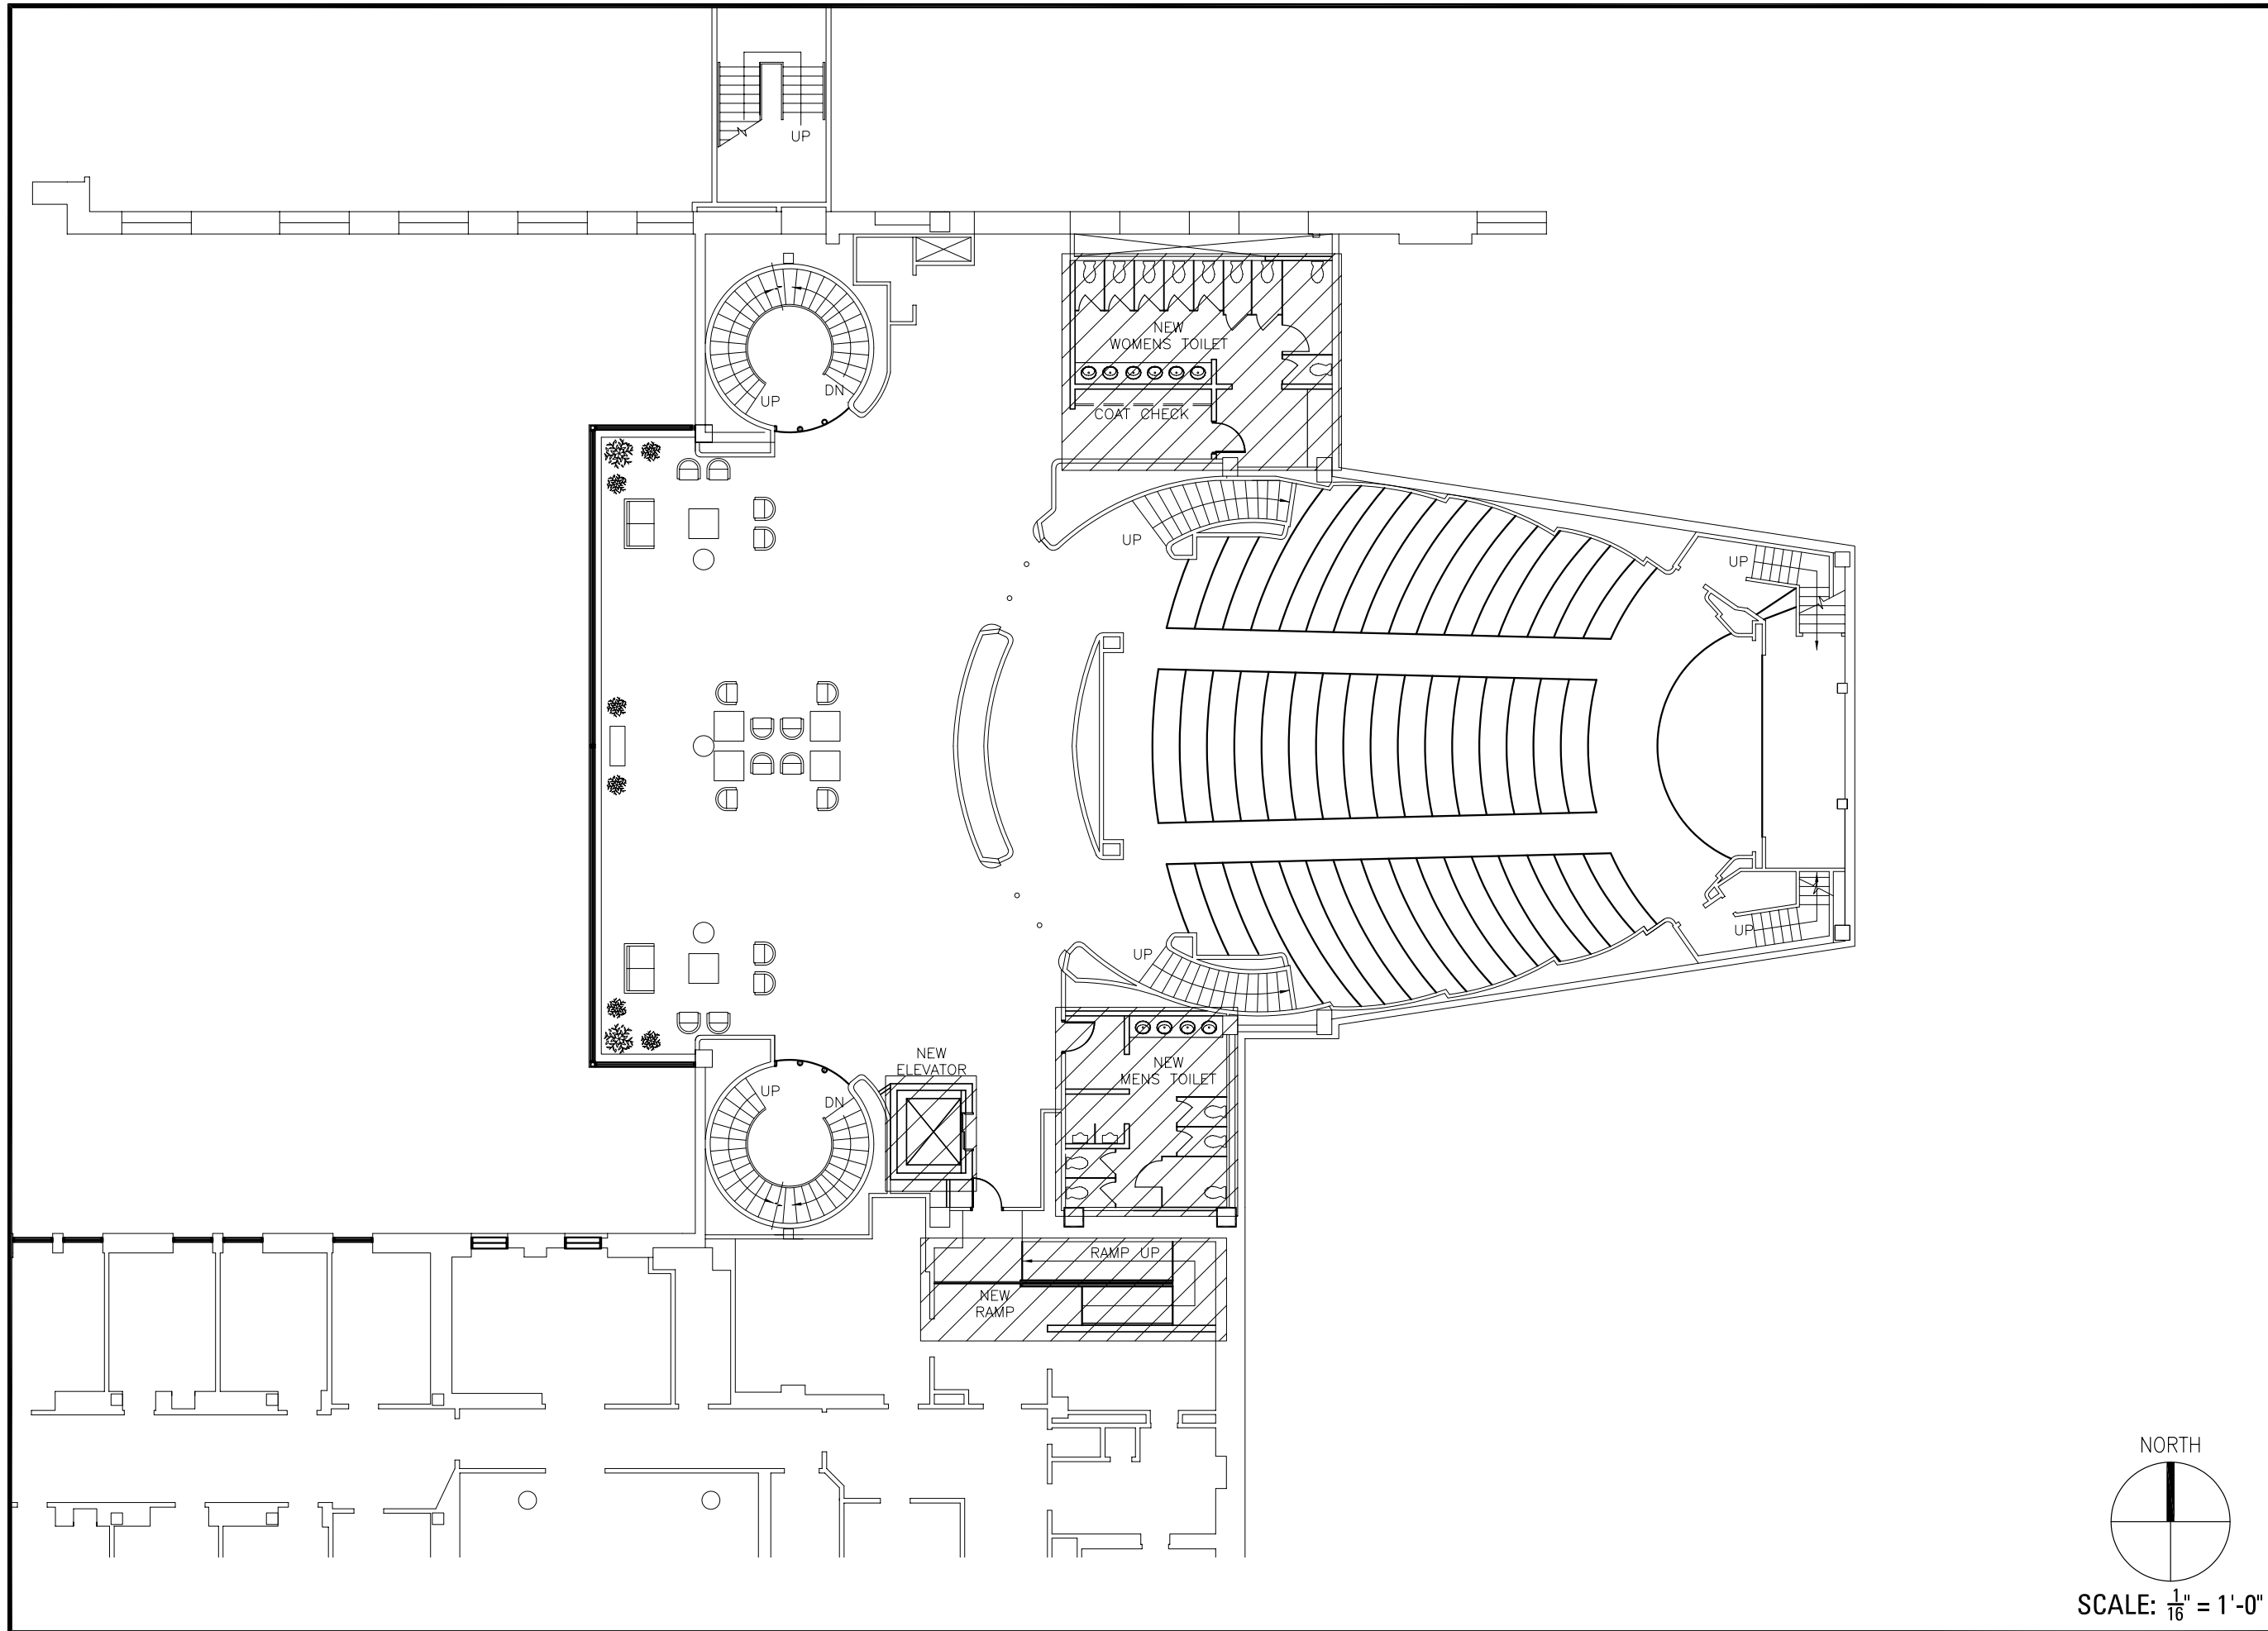 UP
NEW
WOMENS TOILET
UP
DN
COAT CHECK
UP
UP
UP
UP
NEW
ELEVATOR
NEW
MENS TOILET
UP
DN
RAMP UP
NEW
RAMP
NORTH
SCALE: 1/16" = 1'-0"